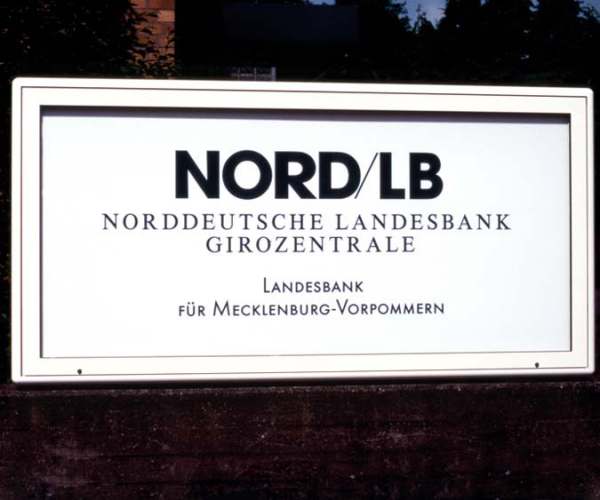 NORD/LB
NORDDEUTSCHE LANDESBANK
GIROZENTRALE
LANDESBANK
FÜR MECKLENBURG-VORPOMMERN